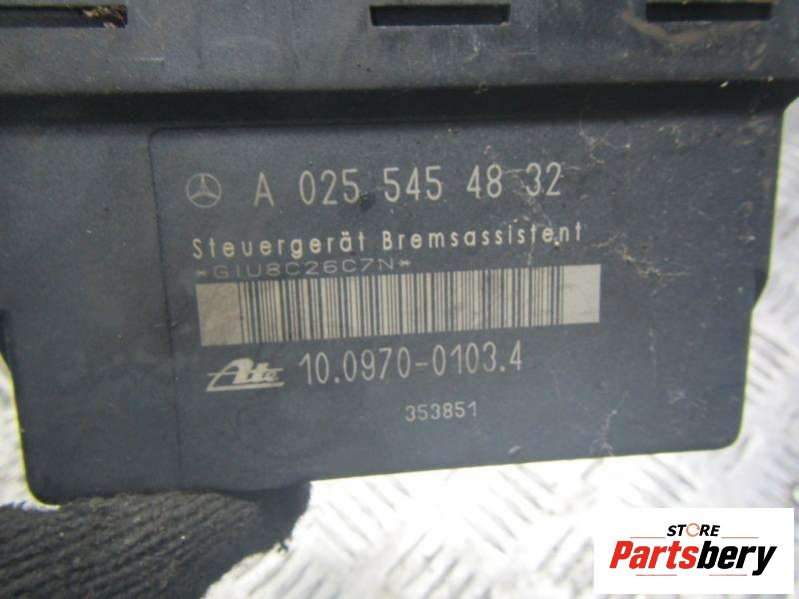 A 025 545 48 32
Steuergerät Bremsassistent
*GIU8C26C7N*
Ate 10.0970-0103.4
353851
STORE
Partsbery